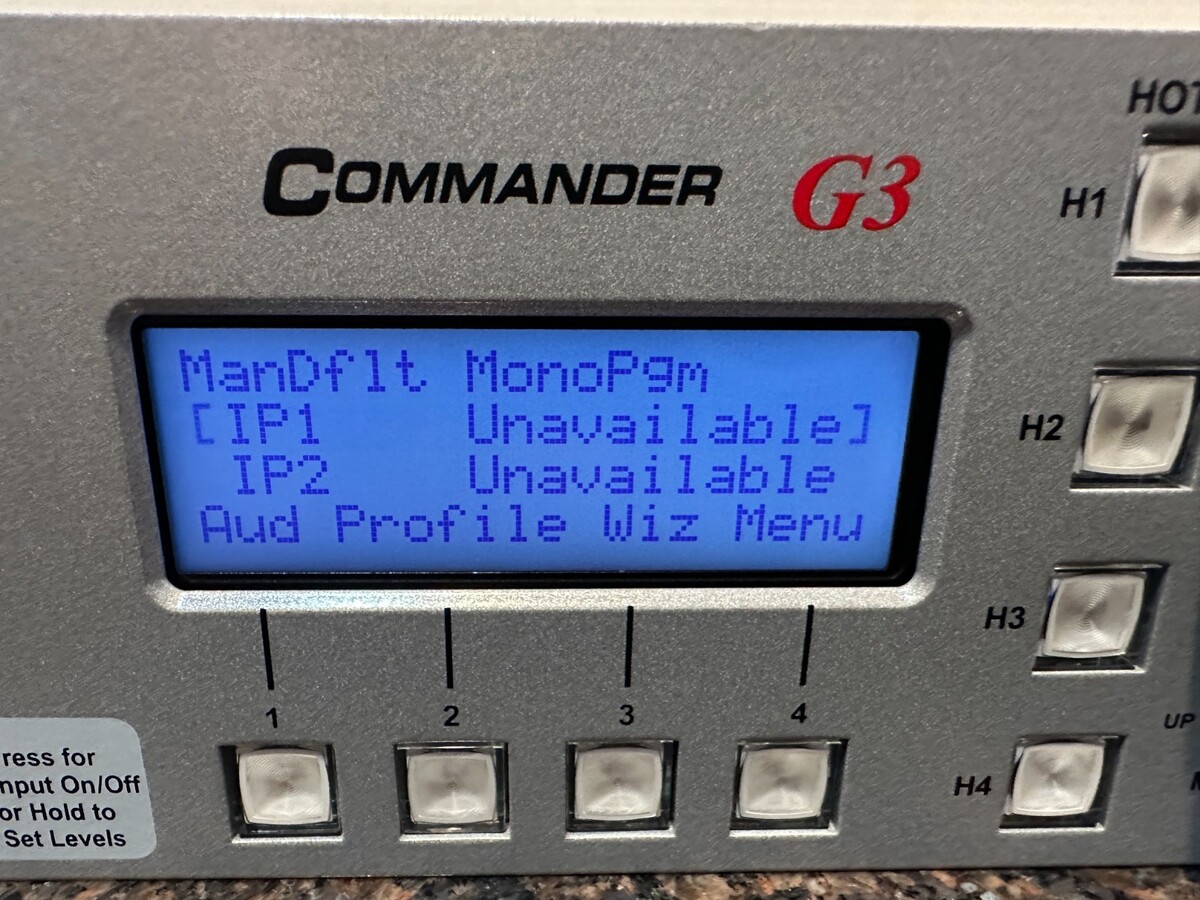 HOT
COMMANDER G3
H1
ManDflt MonoPgm
[IP1 Unavailable]
IP2 Unavailable
Aud Profile Wiz Menu
H2
H3
1 2 3 4
UP
ress for
nput On/Off
or Hold to
Set Levels
H4